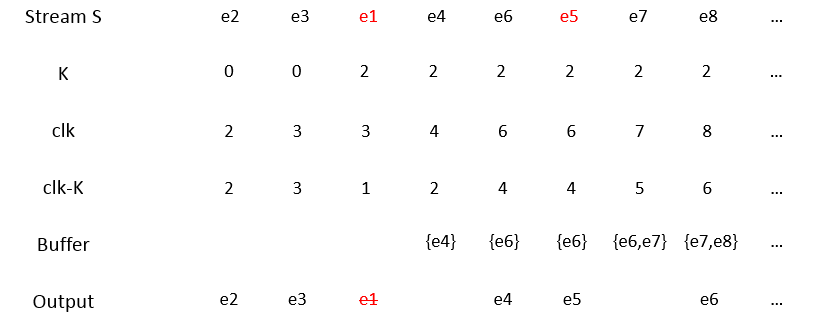 Stream S e2 e3 e1 e4 e6 e5 e7 e8 ...
K 0 0 2 2 2 2 2 2 ...
clk 2 3 3 4 6 6 7 8 ...
clk-K 2 3 1 2 4 4 5 6 ...
Buffer {e4} {e6} {e6} {e6,e7} {e7,e8} ...
Output e2 e3 e1 e4 e5 e6 ...